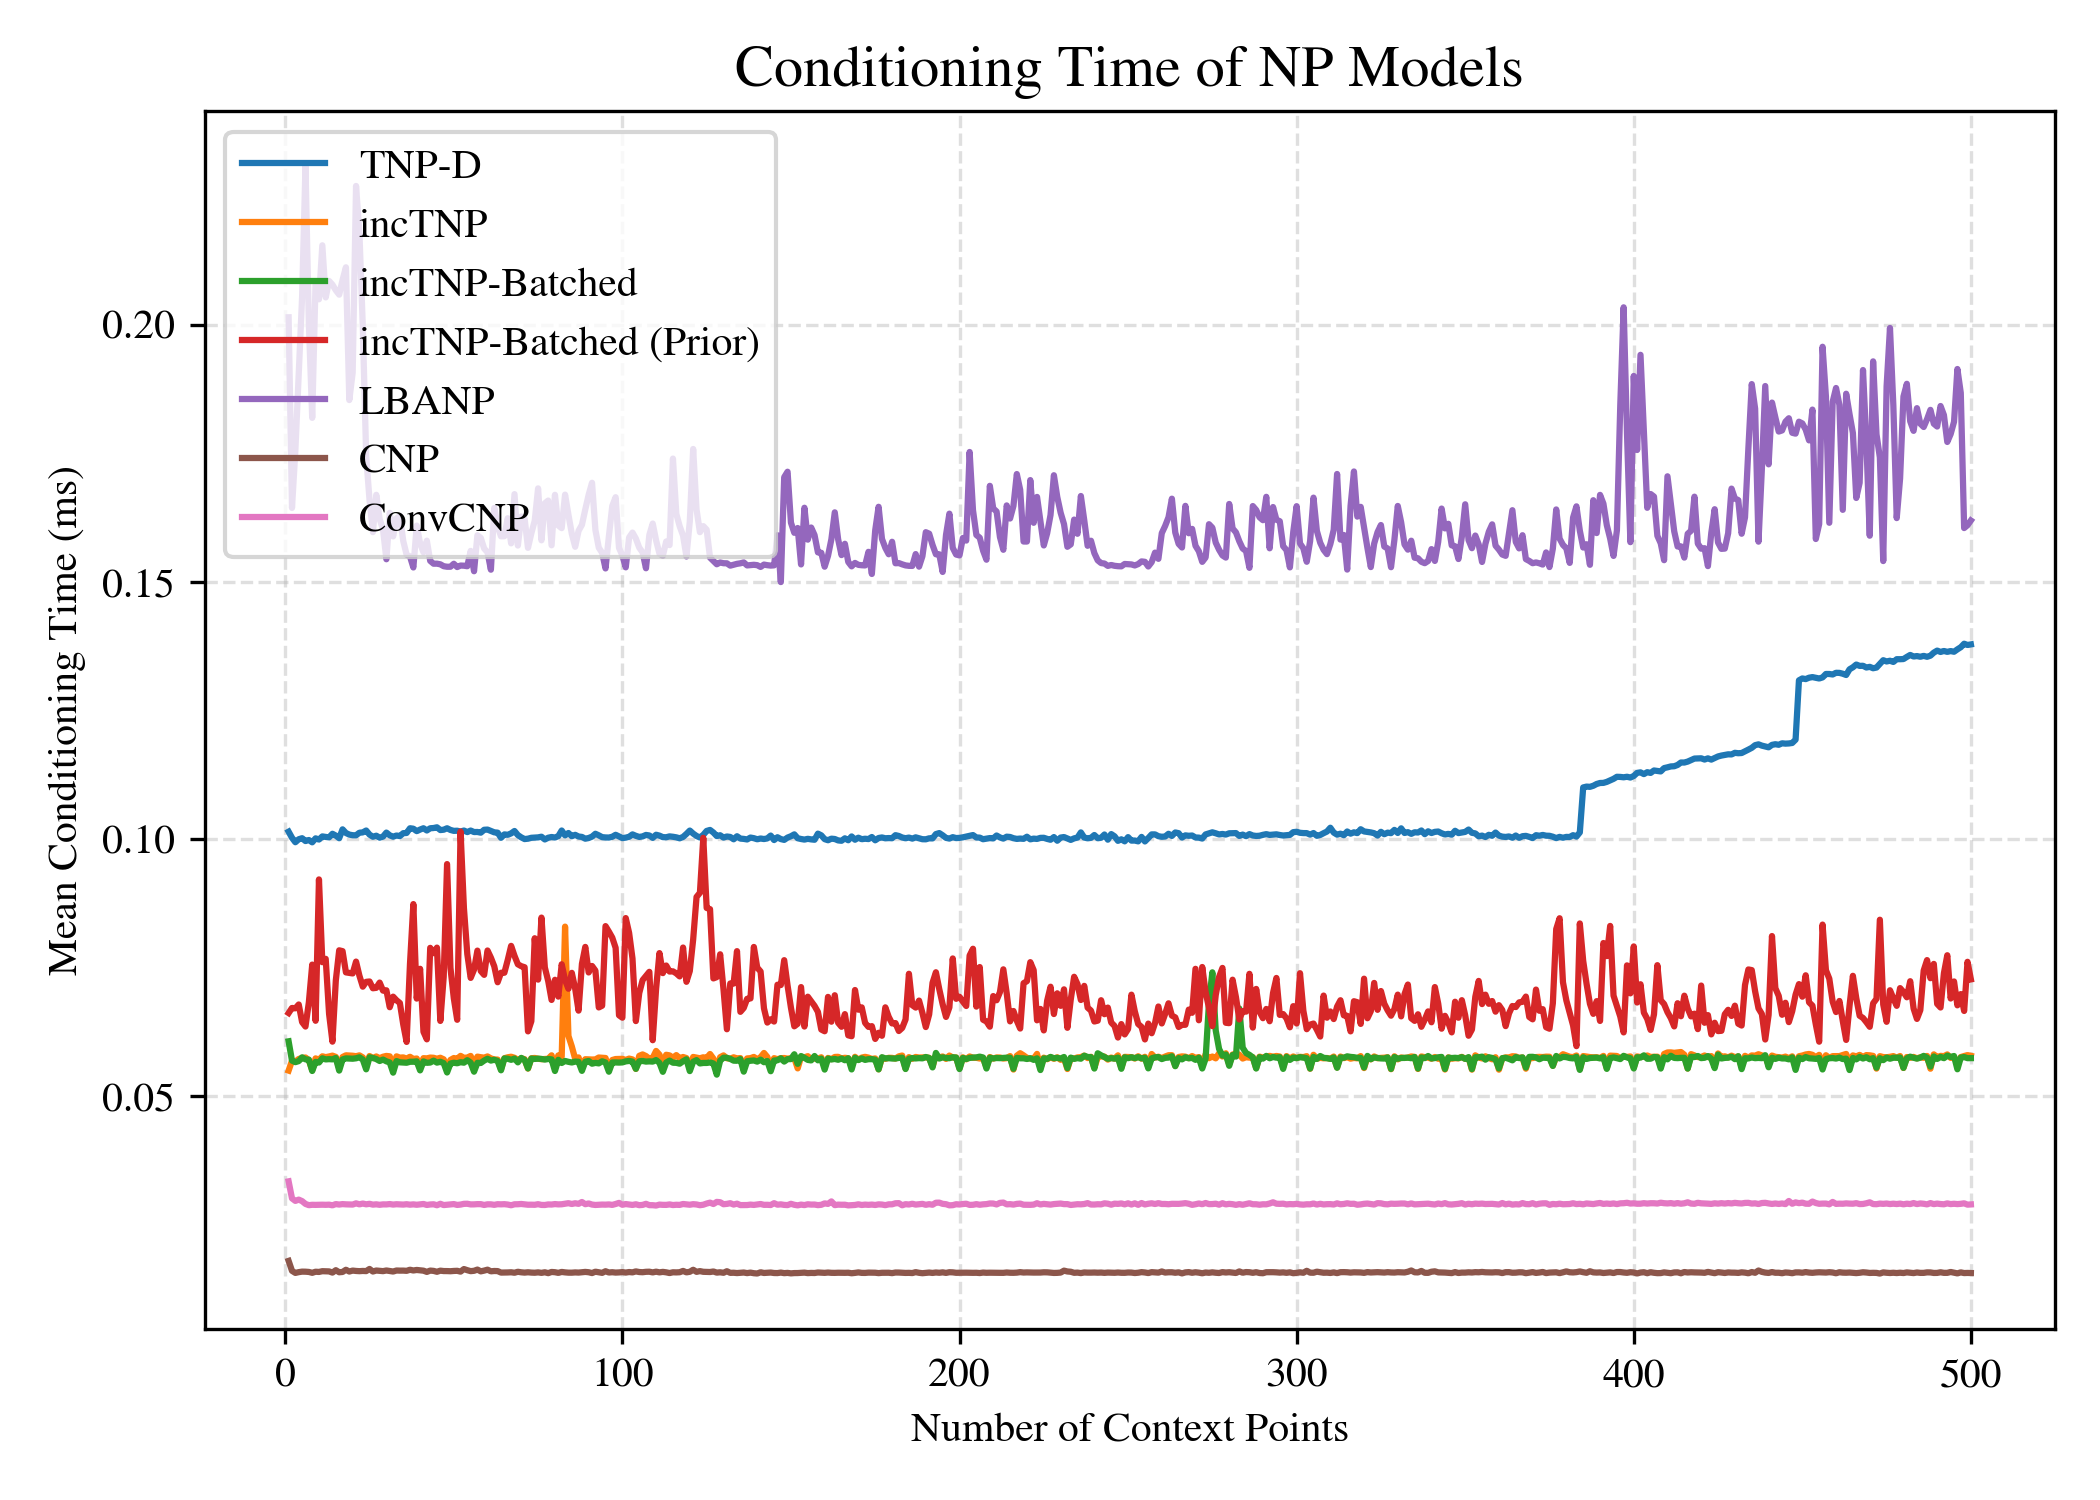 Conditioning Time of NP Models
TNP-D
incTNP
incTNP-Batched
incTNP-Batched (Prior)
LBANP
CNP
ConvCNP
Mean Conditioning Time (ms)
0.20
0.15
0.10
0.05
0 100 200 300 400 500
Number of Context Points